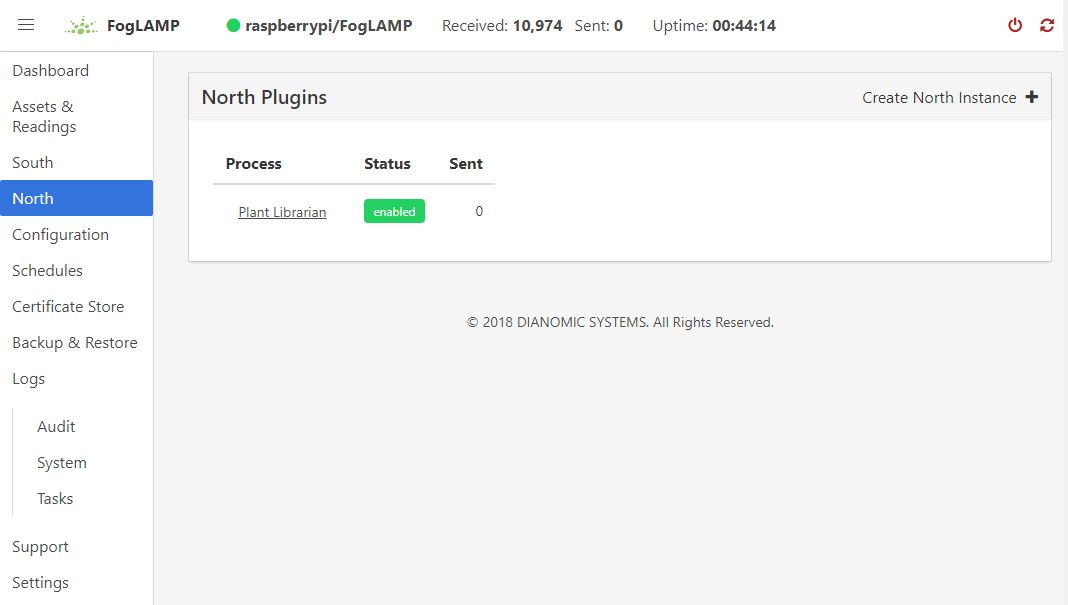 FogLAMP raspberrypi/FogLAMP Received: 10,974 Sent: 0 Uptime: 00:44:14
Dashboard
Assets &
Readings
South
North
Configuration
Schedules
Certificate Store
Backup & Restore
Logs
Audit
System
Tasks
Support
Settings
North Plugins Create North Instance
Process Status Sent
Plant Librarian enabled 0
© 2018 DIANOMIC SYSTEMS. All Rights Reserved.